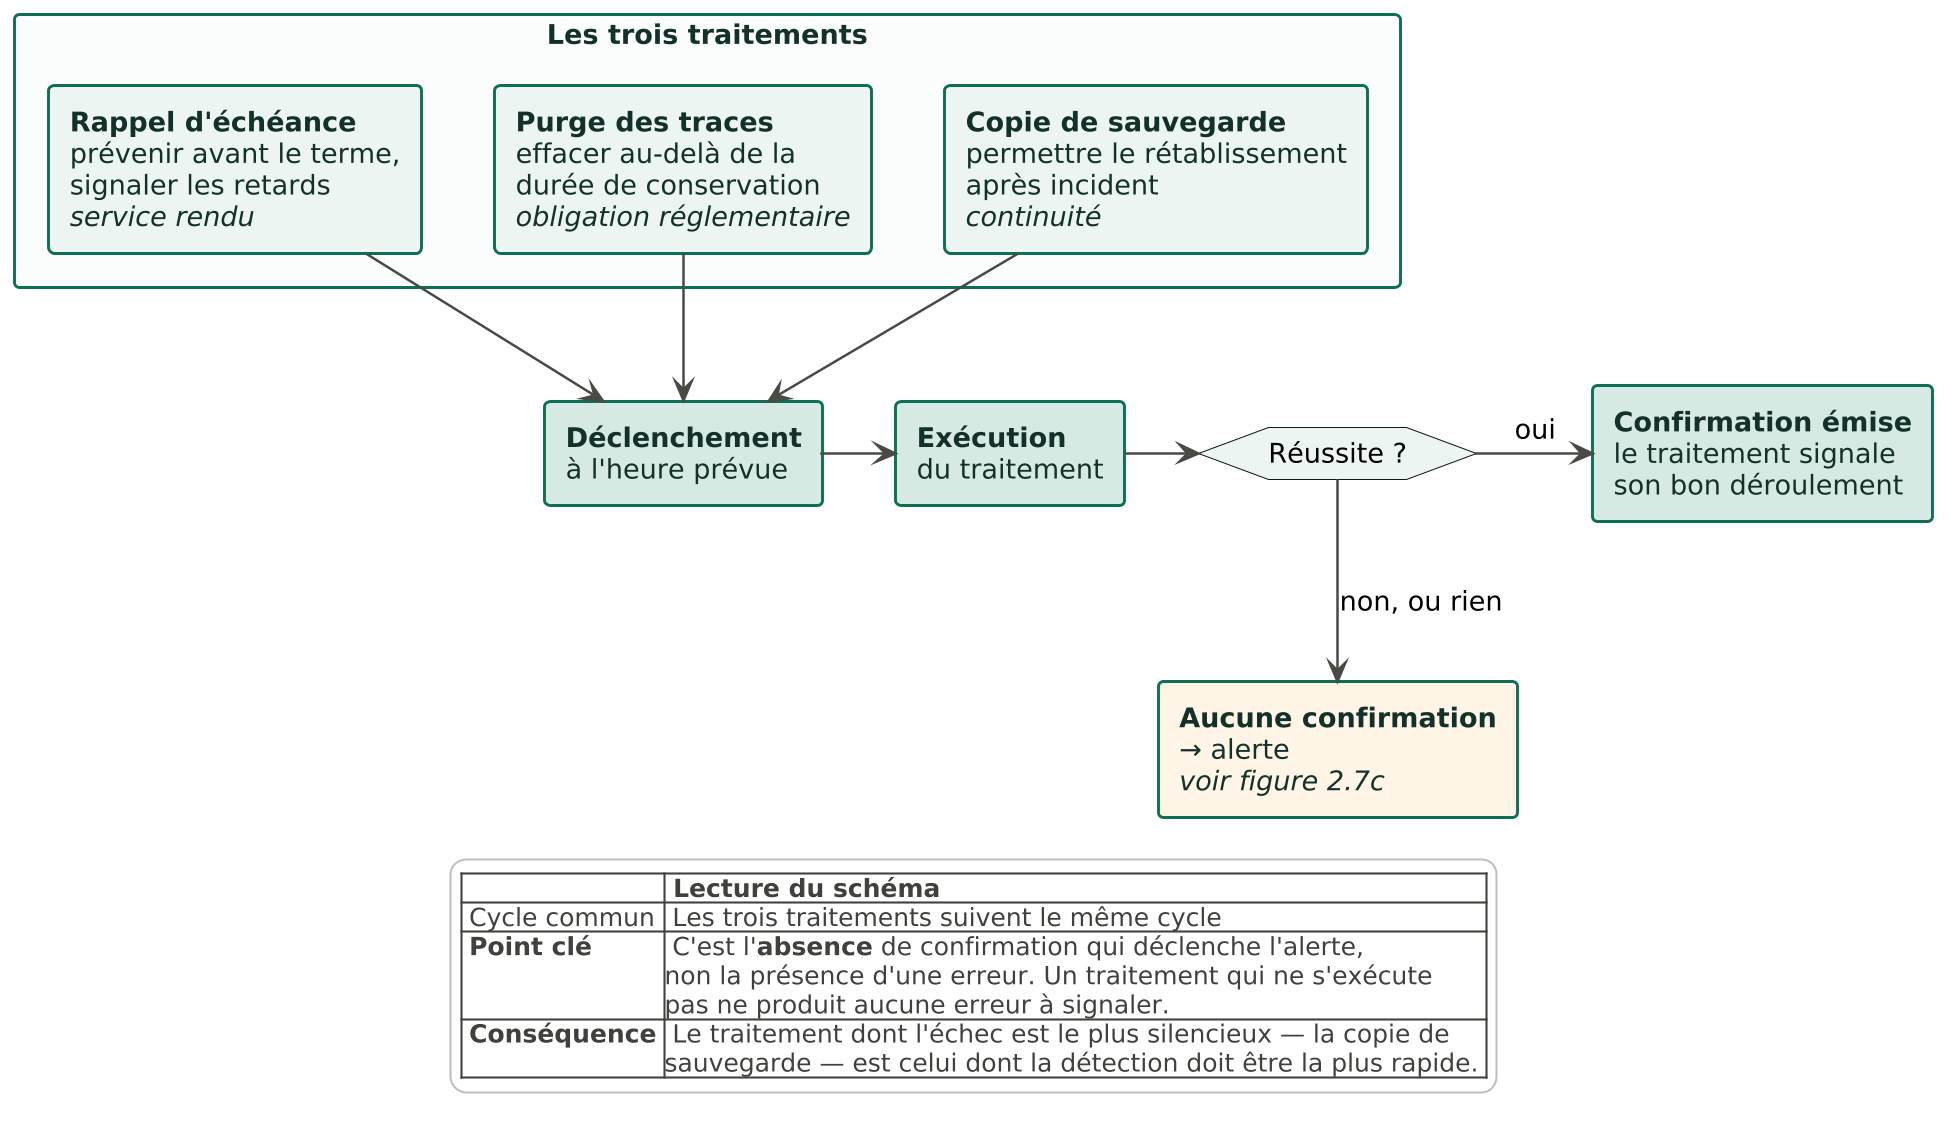 Les trois traitements
Rappel d'échéance
prévenir avant le terme,
signaler les retards
service rendu
Purge des traces
effacer au-delà de la
durée de conservation
obligation réglementaire
Copie de sauvegarde
permettre le rétablissement
après incident
continuité
Déclenchement
à l'heure prévue
Exécution
du traitement
Réussite ?
oui
Confirmation émise
le traitement signale
son bon déroulement
non, ou rien
Aucune confirmation
→ alerte
voir figure 2.7c
Lecture du schéma
Cycle commun Les trois traitements suivent le même cycle
Point clé C'est l'absence de confirmation qui déclenche l'alerte,
non la présence d'une erreur. Un traitement qui ne s'exécute
pas ne produit aucune erreur à signaler.
Conséquence Le traitement dont l'échec est le plus silencieux — la copie de
sauvegarde — est celui dont la détection doit être la plus rapide.